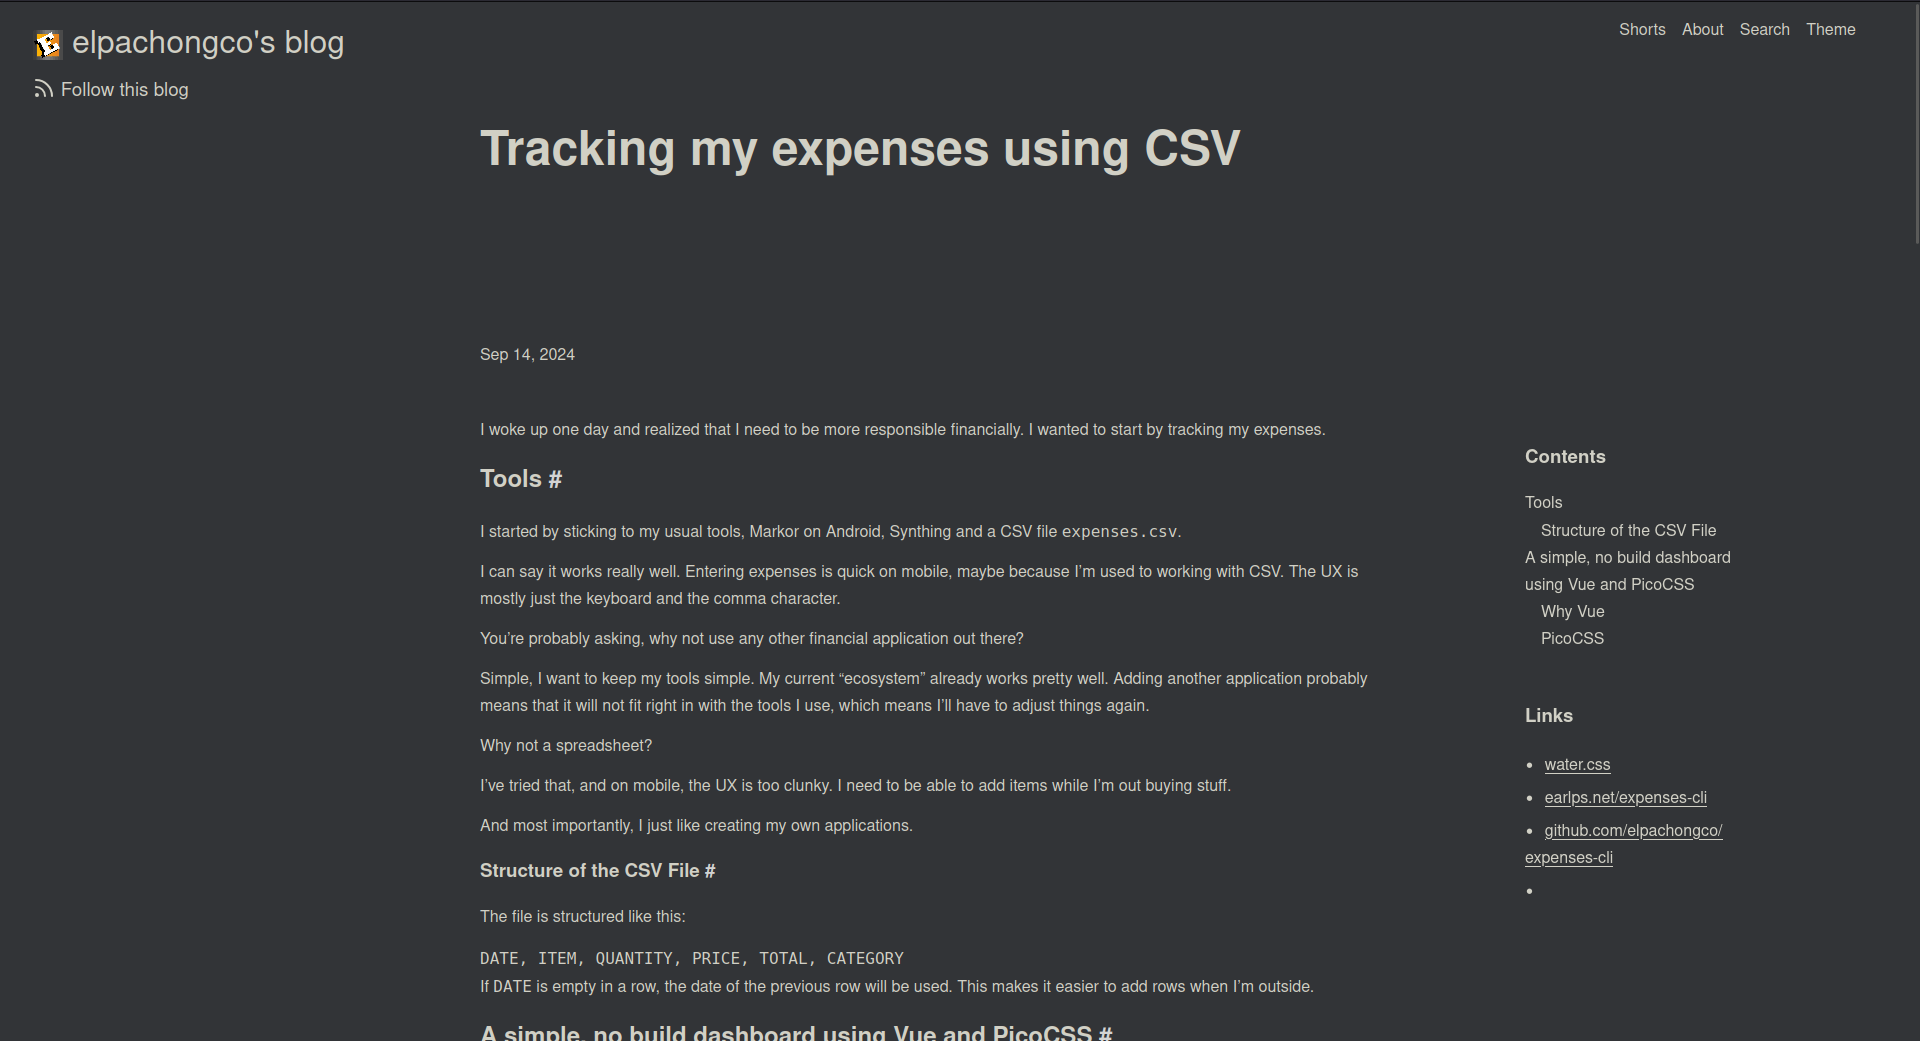 elpachongco's blog
Shorts About Search Theme
Follow this blog
Tracking my expenses using CSV
Sep 14, 2024
I woke up one day and realized that I need to be more responsible financially. I wanted to start by tracking my expenses.
Tools #
I started by sticking to my usual tools, Markor on Android, Synthing and a CSV file expenses.csv.
I can say it works really well. Entering expenses is quick on mobile, maybe because I’m used to working with CSV. The UX is
mostly just the keyboard and the comma character.
You’re probably asking, why not use any other financial application out there?
Simple, I want to keep my tools simple. My current “ecosystem” already works pretty well. Adding another application probably
means that it will not fit right in with the tools I use, which means I’ll have to adjust things again.
Why not a spreadsheet?
I’ve tried that, and on mobile, the UX is too clunky. I need to be able to add items while I’m out buying stuff.
And most importantly, I just like creating my own applications.
Structure of the CSV File #
The file is structured like this:
DATE, ITEM, QUANTITY, PRICE, TOTAL, CATEGORY
If DATE is empty in a row, the date of the previous row will be used. This makes it easier to add rows when I’m outside.
A simple, no build dashboard using Vue and PicoCSS #
Contents
Tools
Structure of the CSV File
A simple, no build dashboard
using Vue and PicoCSS
Why Vue
PicoCSS
Links
• water.css
• earlps.net/expenses-cli
• github.com/elpachongco/
expenses-cli
•